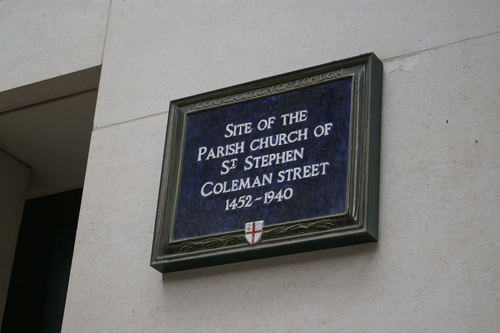 SITE OF THE
PARISH CHURCH OF
ST STEPHEN
COLEMAN STREET
1452~1940